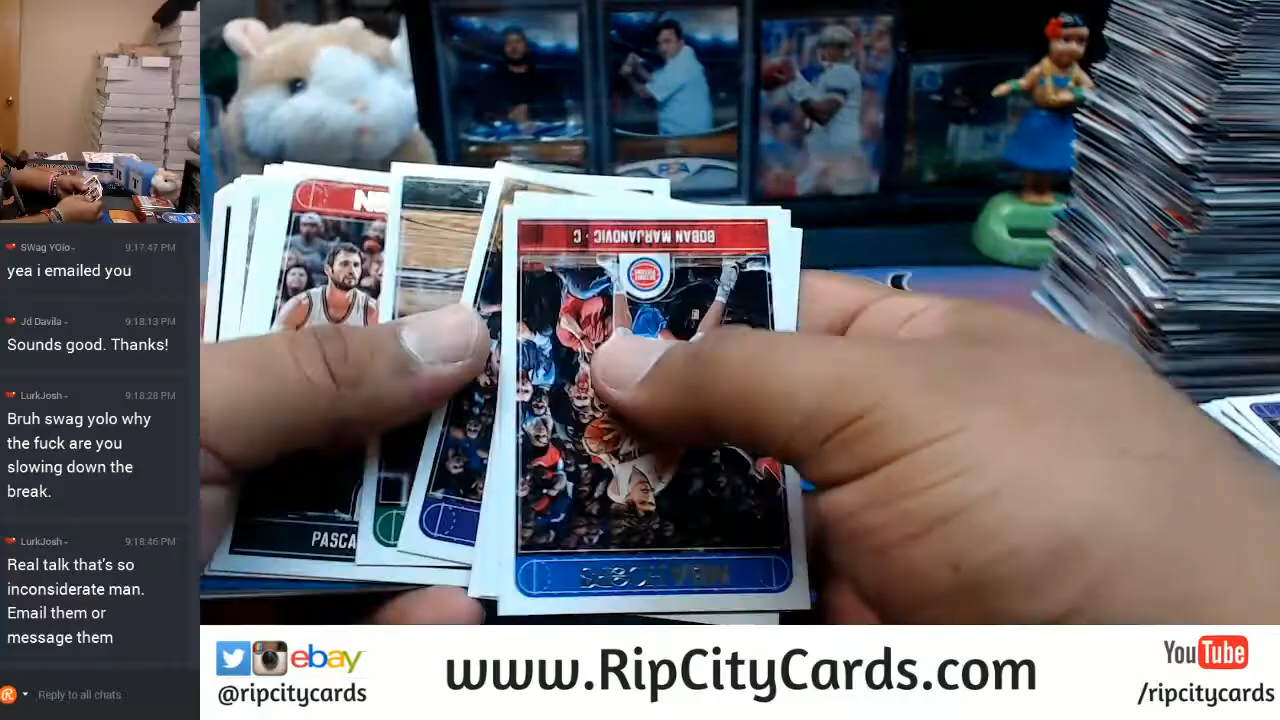 SWag YOlo - 9:17:47 PM
yea i emailed you
Jd Davila - 9:18:13 PM
Sounds good. Thanks!
LurkJosh - 9:18:28 PM
Bruh swag yolo why
the fuck are you
slowing down the
break.
LurkJosh - 9:18:46 PM
Real talk that's so
inconsiderate man.
Email them or
message them
Reply to all chats
BOBAN MARJANOVIC · C
PISTONS
NBA HOOPS
PASCA
ebay
@ripcitycards
www.RipCityCards.com
YouTube
/ripcitycards